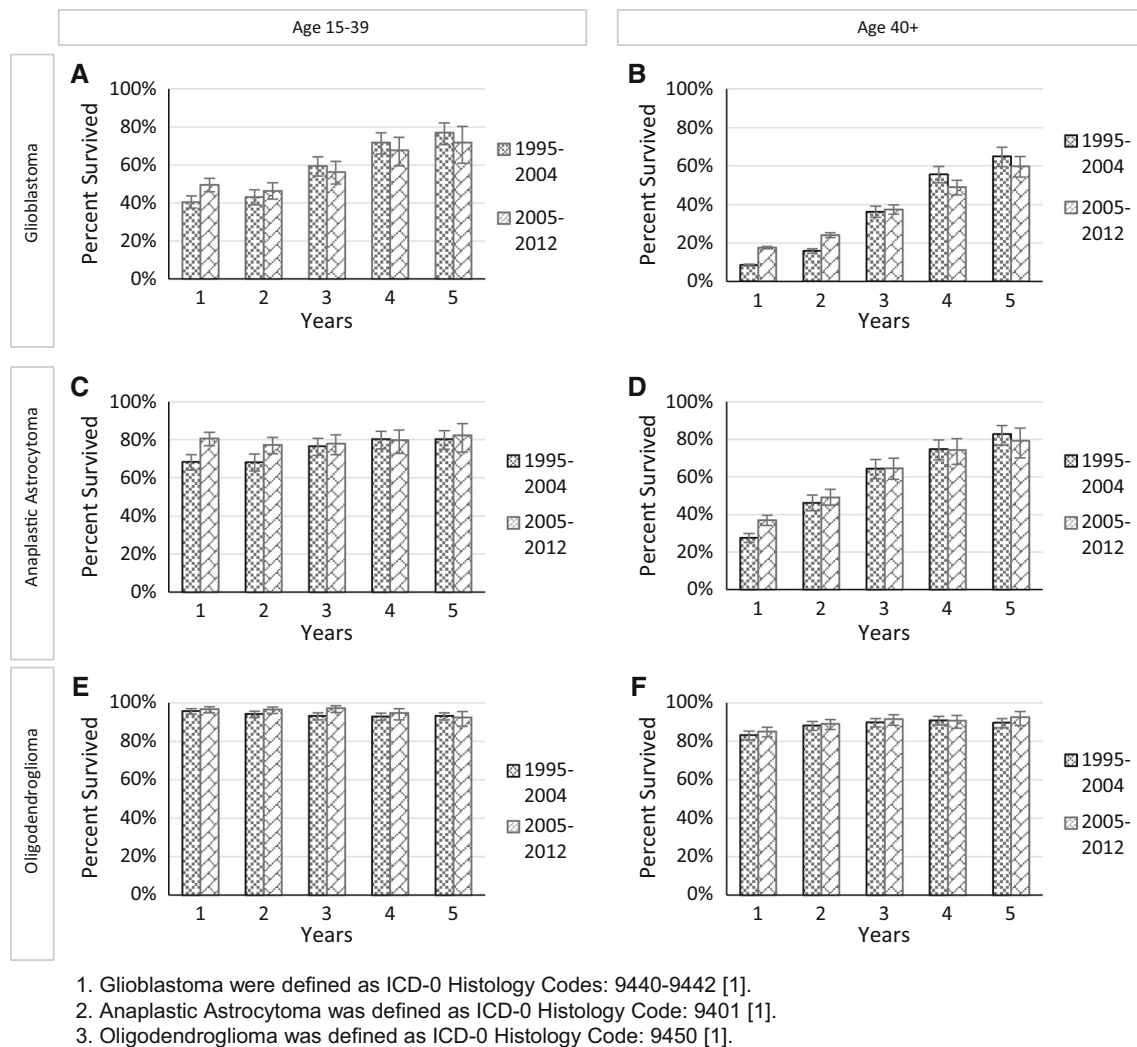 Age 15-39
Age 40+
Glioblastoma
A
Percent Survived
100%
80%
60%
40%
20%
0%
1 2 3 4 5
Years
1995-
2004
2005-
2012
B
Percent Survived
100%
80%
60%
40%
20%
0%
1 2 3 4 5
Years
1995-
2004
2005-
2012
Anaplastic Astrocytoma
C
Percent Survived
100%
80%
60%
40%
20%
0%
1 2 3 4 5
Years
1995-
2004
2005-
2012
D
Percent Survived
100%
80%
60%
40%
20%
0%
1 2 3 4 5
Years
1995-
2004
2005-
2012
Oligodendroglioma
E
Percent Survived
100%
80%
60%
40%
20%
0%
1 2 3 4 5
Years
1995-
2004
2005-
2012
F
Percent Survived
100%
80%
60%
40%
20%
0%
1 2 3 4 5
Years
1995-
2004
2005-
2012
1. Glioblastoma were defined as ICD-0 Histology Codes: 9440-9442 [1].
2. Anaplastic Astrocytoma was defined as ICD-0 Histology Code: 9401 [1].
3. Oligodendroglioma was defined as ICD-0 Histology Code: 9450 [1].